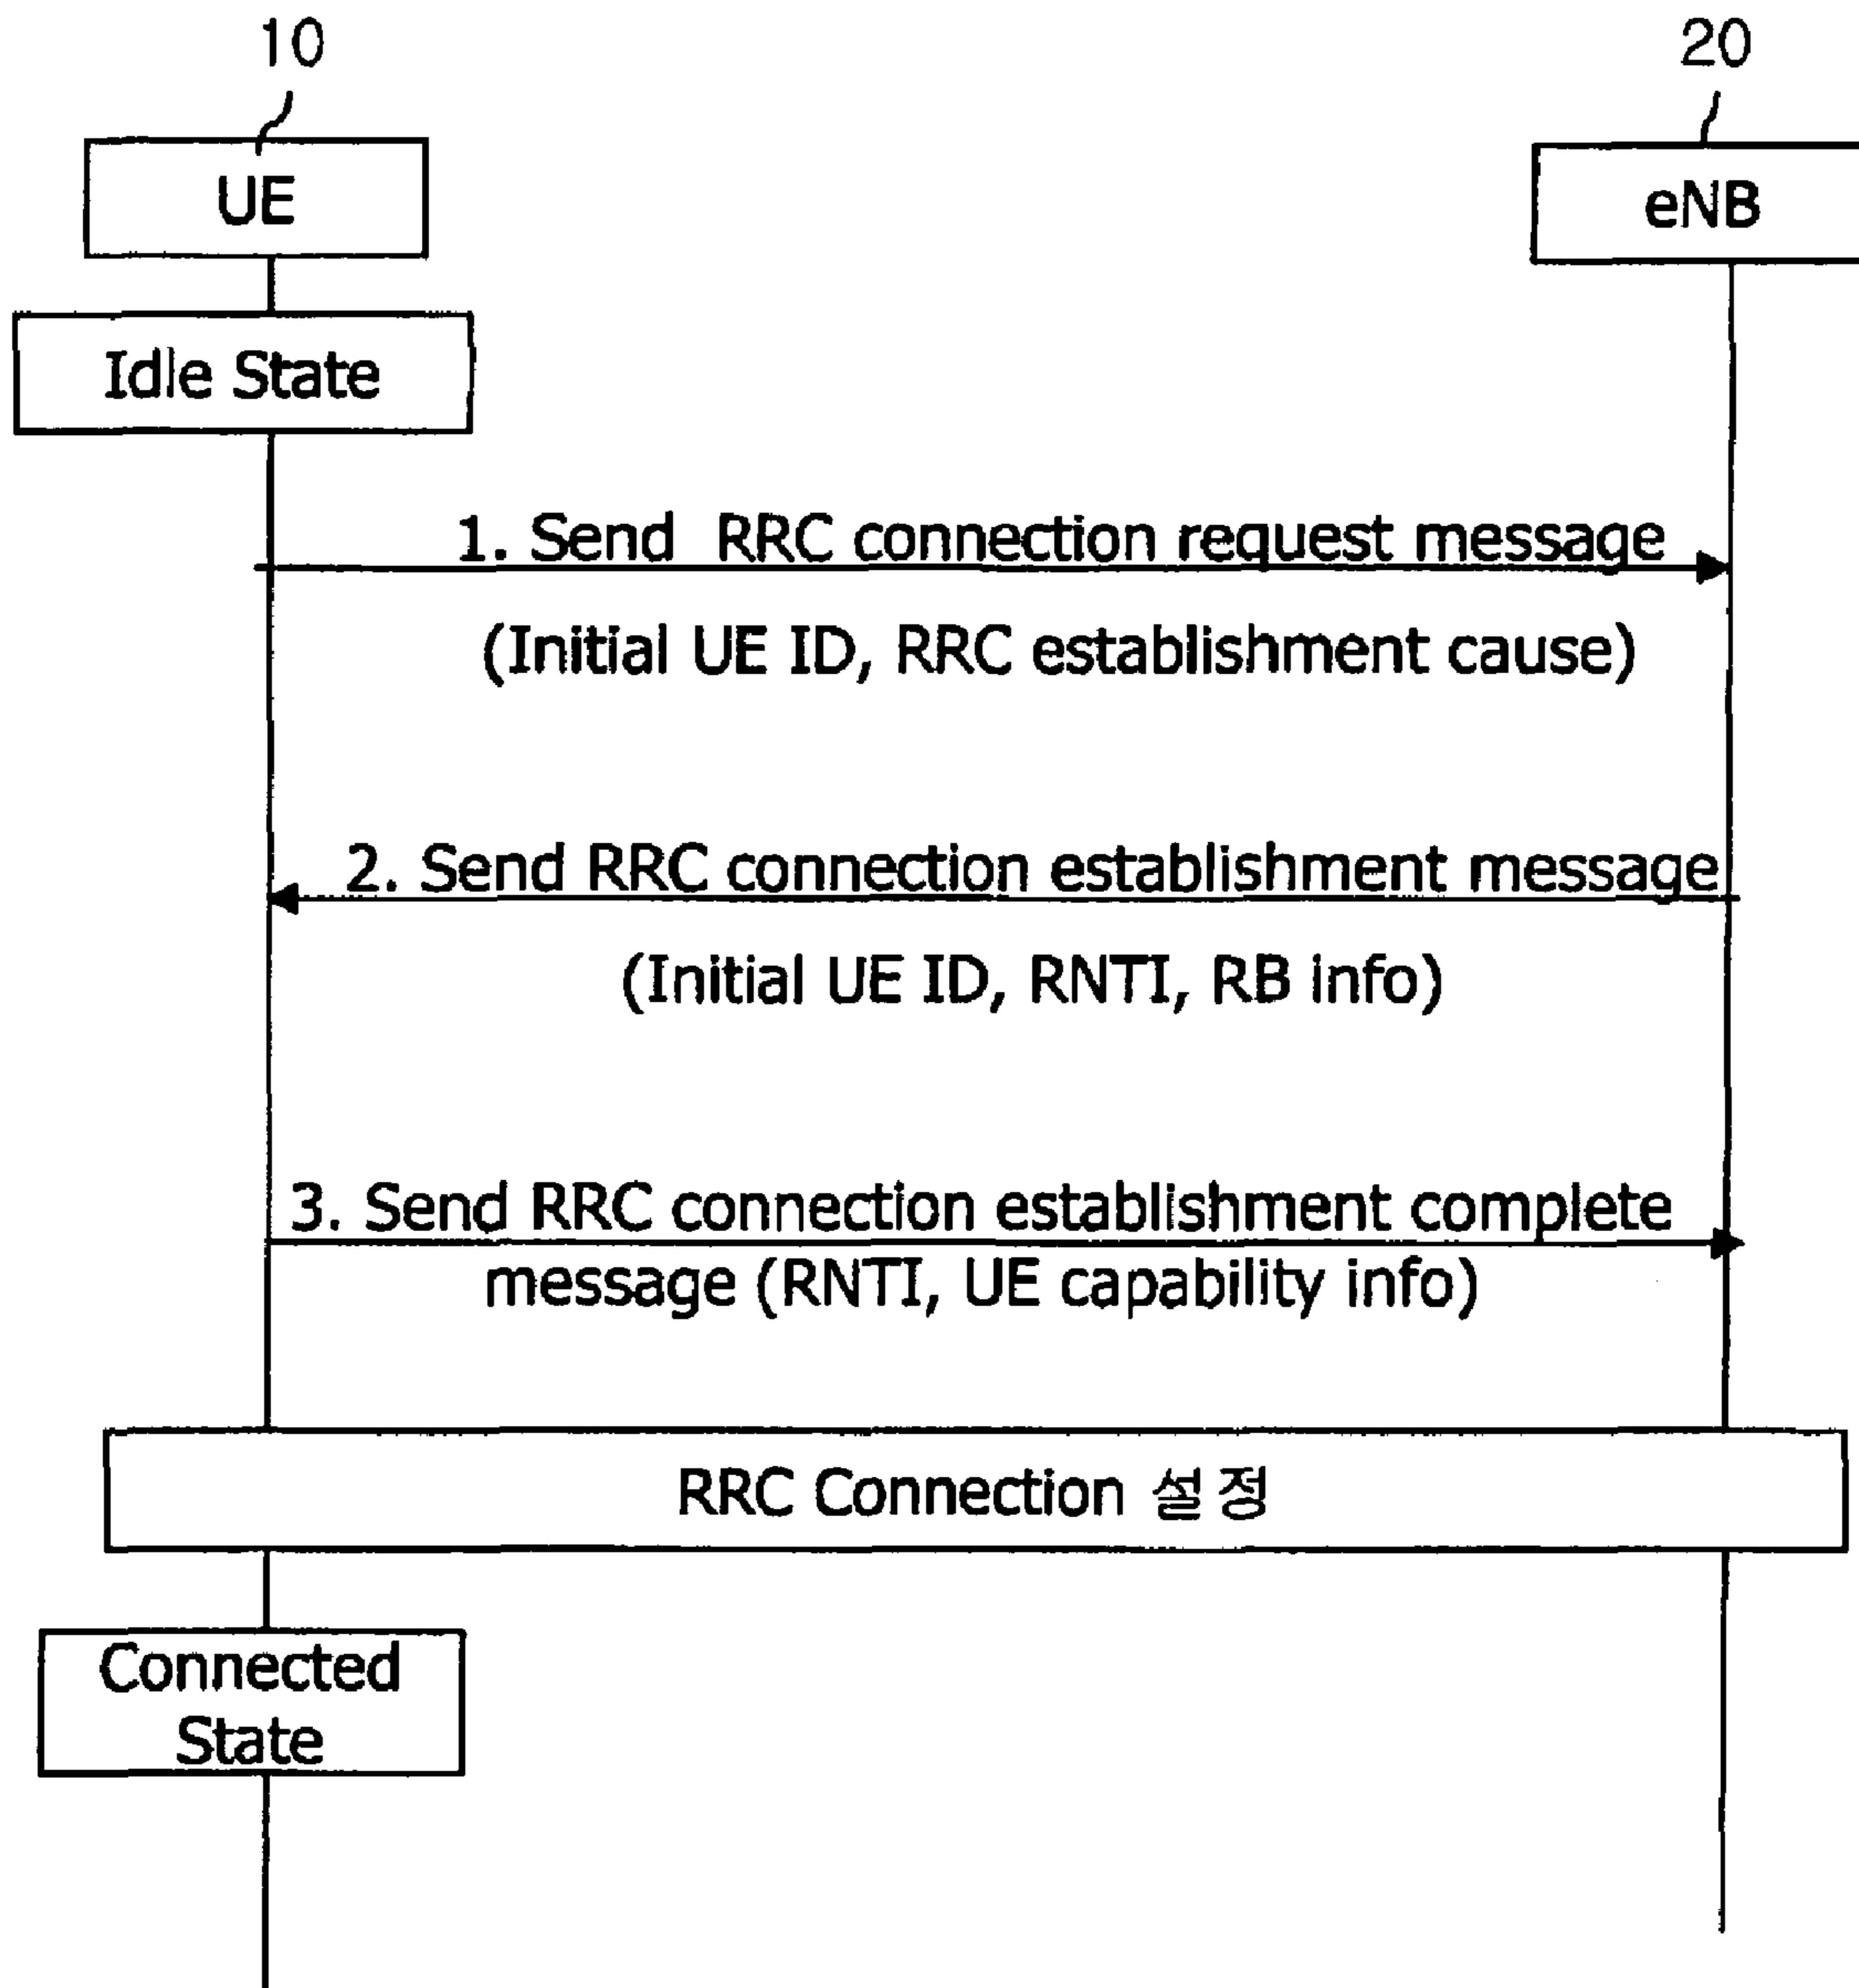 10
20
UE
eNB
Idle State
1. Send RRC connection request message
(Initial UE ID, RRC establishment cause)
2. Send RRC connection establishment message
(Initial UE ID, RNTI, RB info)
3. Send RRC connection establishment complete
message (RNTI, UE capability info)
RRC Connection 설정
Connected
State